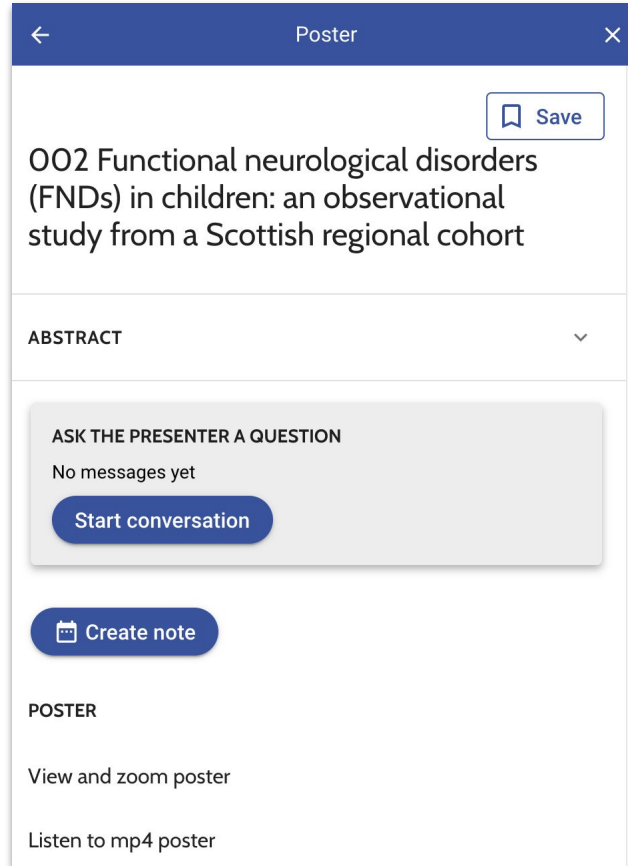 Poster
Save
002 Functional neurological disorders
(FNDs) in children: an observational
study from a Scottish regional cohort
ABSTRACT
ASK THE PRESENTER A QUESTION
No messages yet
Start conversation
Create note
POSTER
View and zoom poster
Listen to mp4 poster